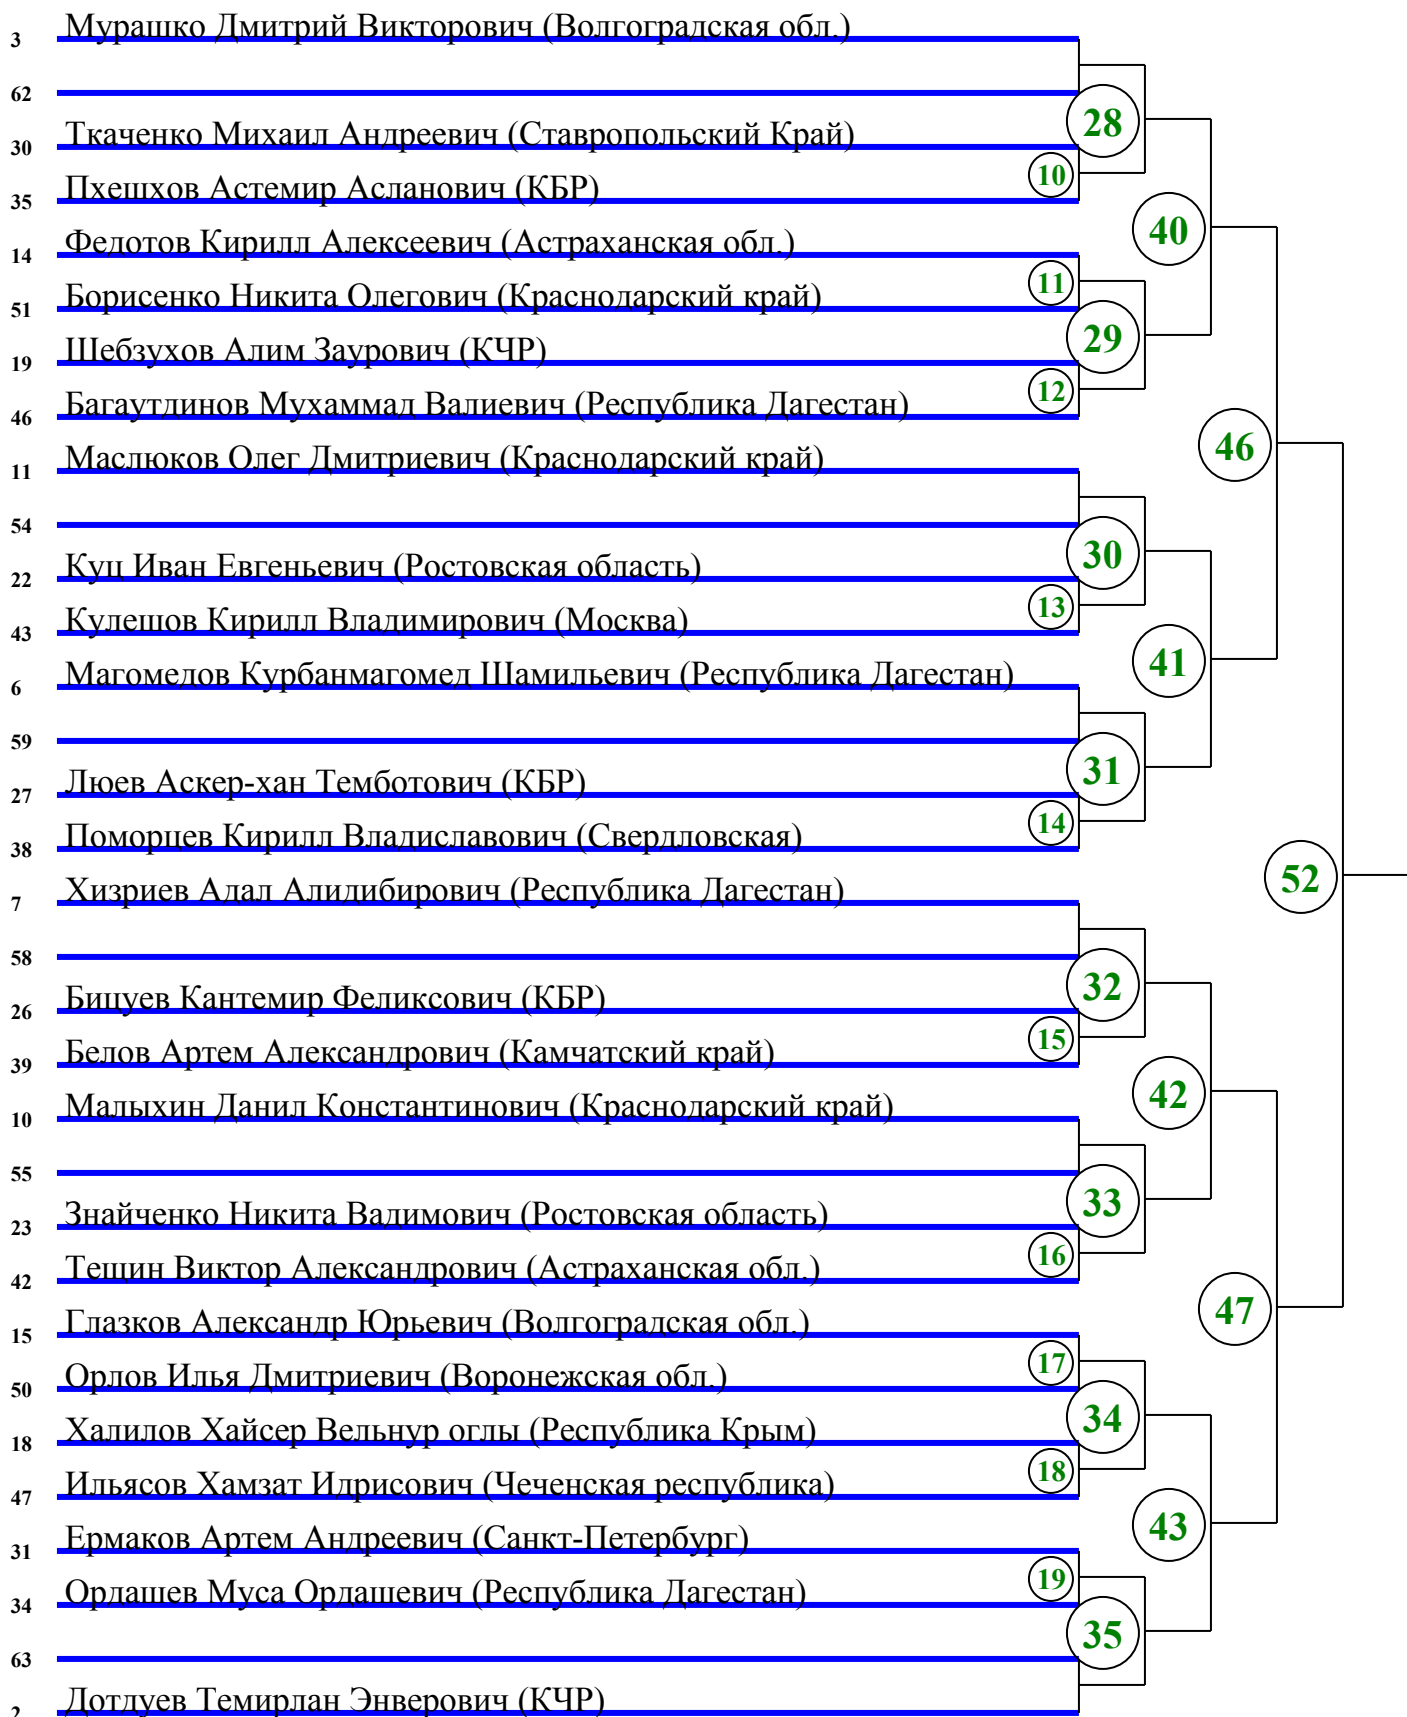 3 Мурашко Дмитрий Викторович (Волгоградская обл.)
62
28
30 Ткаченко Михаил Андреевич (Ставропольский Край)
10
35 Пхешхов Астемир Асланович (КБР)
40
14 Федотов Кирилл Алексеевич (Астраханская обл.)
11
51 Борисенко Никита Олегович (Краснодарский край)
29
19 Шебзухов Алим Заурович (КЧР)
12
46 Багаутдинов Мухаммад Валиевич (Республика Дагестан)
46
11 Маслюков Олег Дмитриевич (Краснодарский край)
54
30
22 Куц Иван Евгеньевич (Ростовская область)
13
43 Кулешов Кирилл Владимирович (Москва)
41
6 Магомедов Курбанмагомед Шамильевич (Республика Дагестан)
59
31
27 Люев Аскер-хан Темботович (КБР)
14
38 Поморцев Кирилл Владиславович (Свердловская)
52
7 Хизриев Адал Алидибирович (Республика Дагестан)
58
32
26 Бицуев Кантемир Феликсович (КБР)
15
39 Белов Артем Александрович (Камчатский край)
42
10 Малыхин Данил Константинович (Краснодарский край)
55
33
23 Знайченко Никита Вадимович (Ростовская область)
16
42 Тещин Виктор Александрович (Астраханская обл.)
47
15 Глазков Александр Юрьевич (Волгоградская обл.)
17
50 Орлов Илья Дмитриевич (Воронежская обл.)
34
18 Халилов Хайсер Вельнур оглы (Республика Крым)
18
47 Ильясов Хамзат Идрисович (Чеченская республика)
43
31 Ермаков Артем Андреевич (Санкт-Петербург)
19
34 Ордашев Муса Ордашевич (Республика Дагестан)
35
63
2 Дотдуев Темирлан Энверович (КЧР)